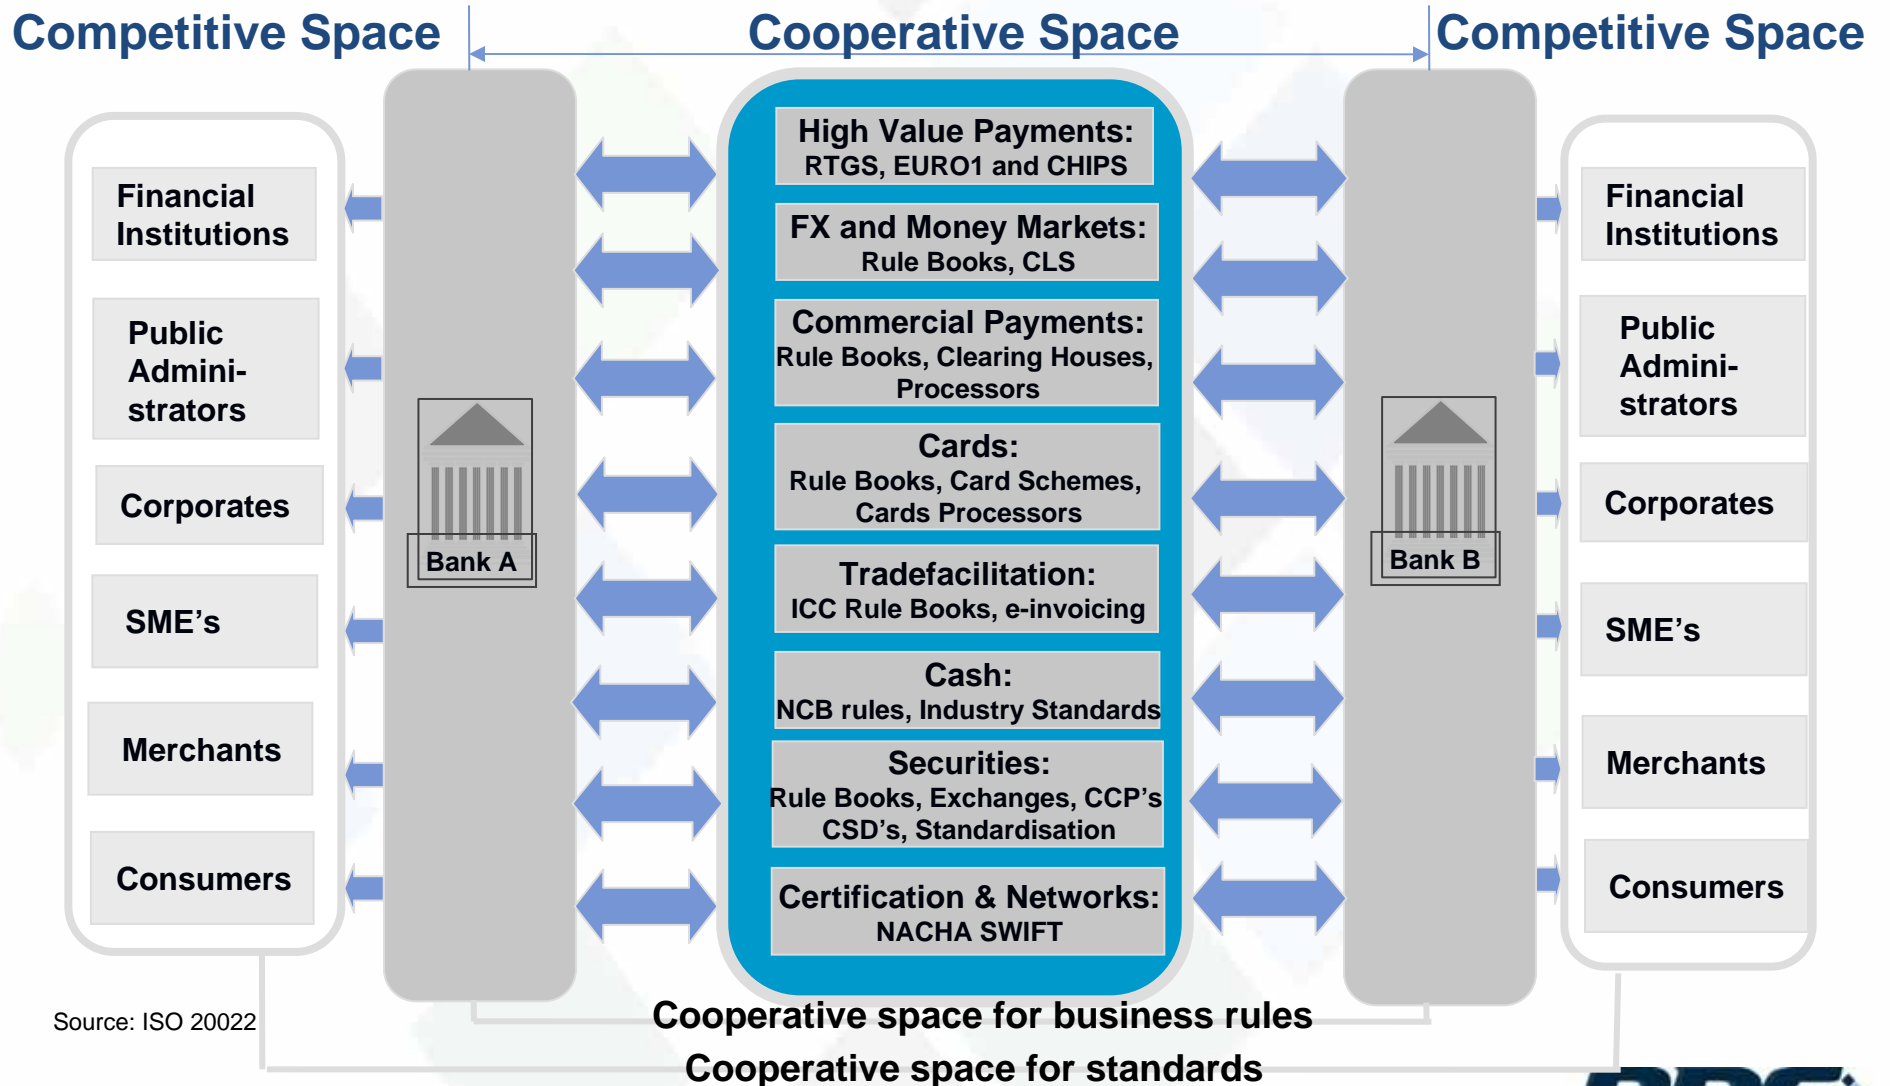 Competitive Space
Cooperative Space
Competitive Space
Financial
Institutions
Public
Admini-
strators
Corporates
SME's
Merchants
Consumers
Bank A
High Value Payments:
RTGS, EURO1 and CHIPS
FX and Money Markets:
Rule Books, CLS
Commercial Payments:
Rule Books, Clearing Houses,
Processors
Cards:
Rule Books, Card Schemes,
Cards Processors
Tradefacilitation:
ICC Rule Books, e-invoicing
Cash:
NCB rules, Industry Standards
Securities:
Rule Books, Exchanges, CCP's
CSD's, Standardisation
Certification & Networks:
NACHA SWIFT
Bank B
Financial
Institutions
Public
Admini-
strators
Corporates
SME's
Merchants
Consumers
Source: ISO 20022
Cooperative space for business rules
Cooperative space for standards